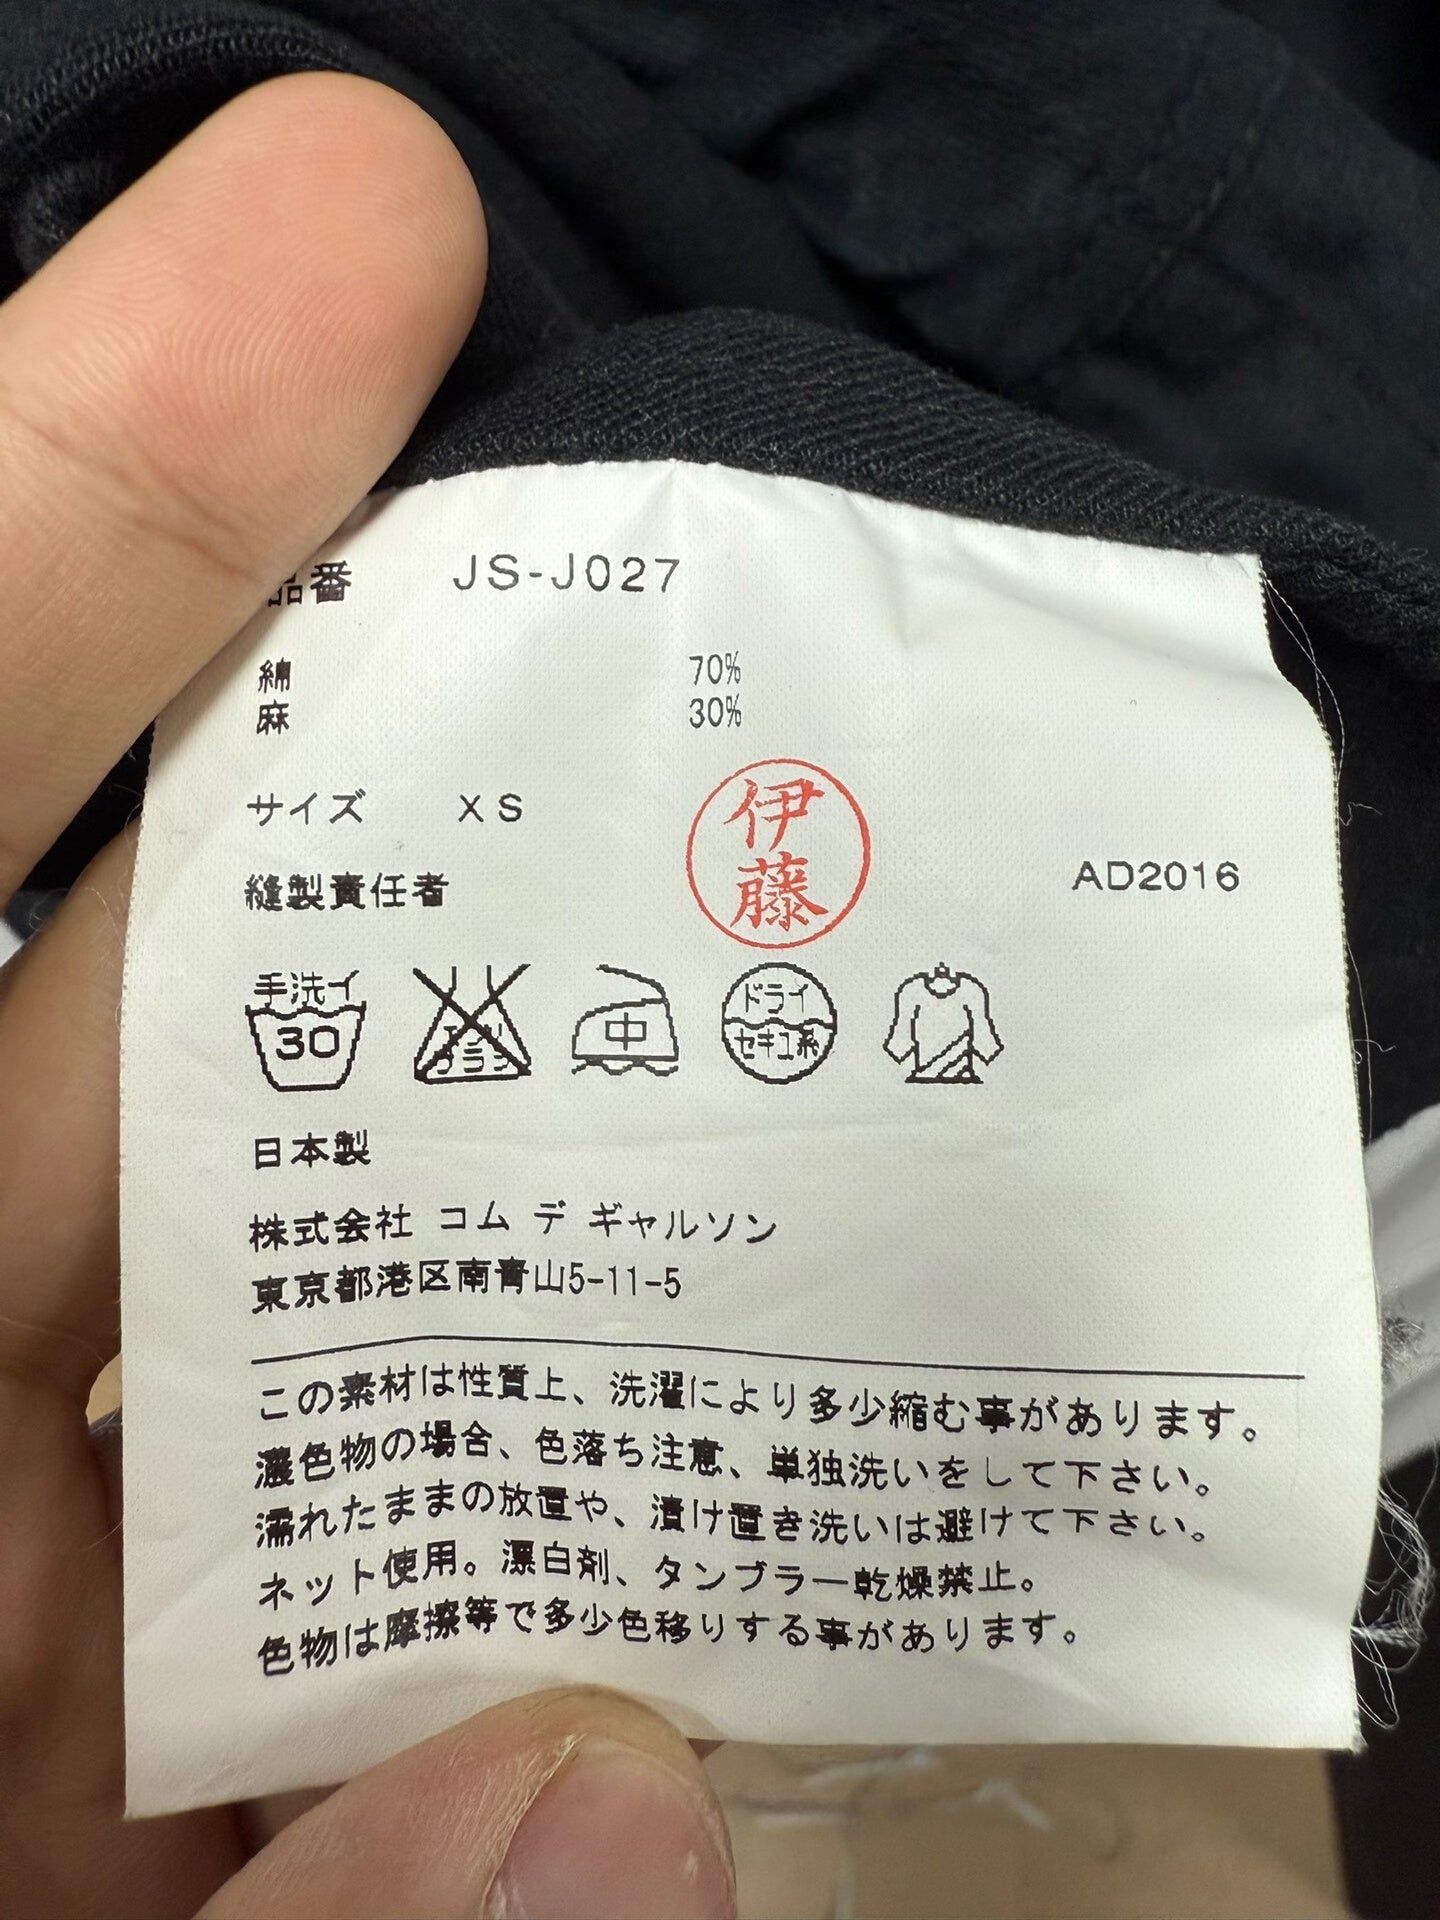 品番 JS-J027
綿 70%
麻 30%
サイズ XS
縫製責任者 伊藤
AD2016
手洗イ 30
エンソ サラシ
中
ドライ セキユ系
日本製
株式会社 コム デ ギャルソン
東京都港区南青山5-11-5
この素材は性質上、洗濯により多少縮む事があります。
濃色物の場合、色落ち注意、単独洗いをして下さい。
濡れたままの放置や、漬け置き洗いは避けて下さい。
ネット使用。漂白剤、タンブラー乾燥禁止。
色物は摩擦等で多少色移りする事があります。